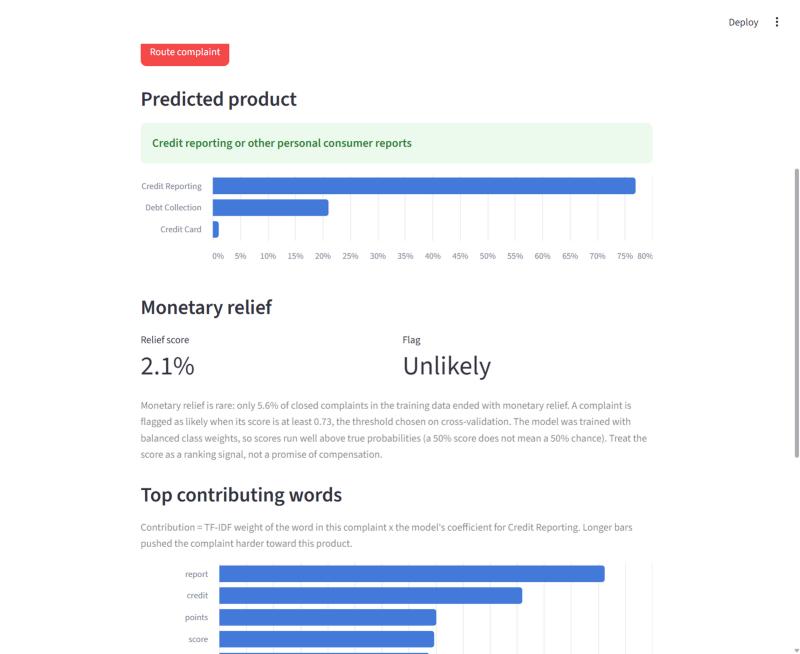 Deploy
Route complaint
Predicted product
Credit reporting or other personal consumer reports
Credit Reporting
Debt Collection
Credit Card
0% 5% 10% 15% 20% 25% 30% 35% 40% 45% 50% 55% 60% 65% 70% 75% 80%
Monetary relief
Relief score Flag
2.1% Unlikely
Monetary relief is rare: only 5.6% of closed complaints in the training data ended with monetary relief. A complaint is
flagged as likely when its score is at least 0.73, the threshold chosen on cross-validation. The model was trained with
balanced class weights, so scores run well above true probabilities (a 50% score does not mean a 50% chance). Treat the
score as a ranking signal, not a promise of compensation.
Top contributing words
Contribution = TF-IDF weight of the word in this complaint x the model's coefficient for Credit Reporting. Longer bars
pushed the complaint harder toward this product.
report
credit
points
score